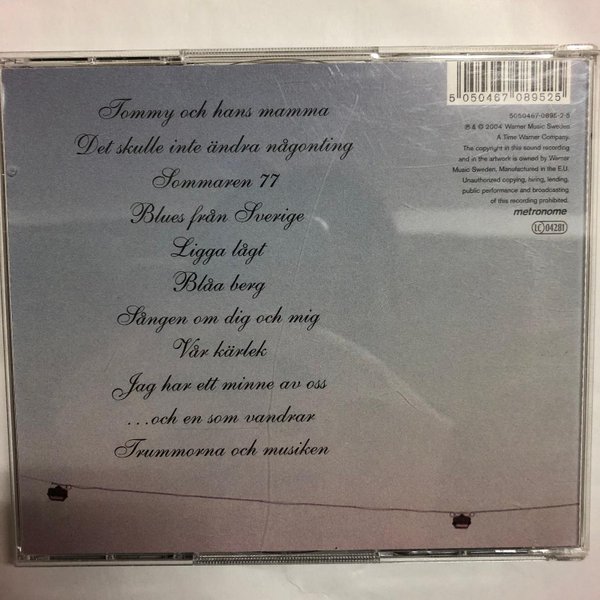 Tommy och hans mamma
Det skulle inte ändra någonting
Sommaren 77
Blues från Sverige
Ligga lågt
Blåa berg
Sången om dig och mig
Vår kärlek
Jag har ett minne av oss
...och en som vandrar
Trummorna och musiken
5 050467 089525
5050467-0895-2-5
℗ & © 2004 Warner Music Sweden
A Time Warner Company.
The copyright in this sound recording
and in the artwork is owned by Warner
Music Sweden, Manufactured in the E.U.
Unauthorized copying, hiring, lending,
public performance and broadcasting
of this recording prohibited.
metronome
LC 04281